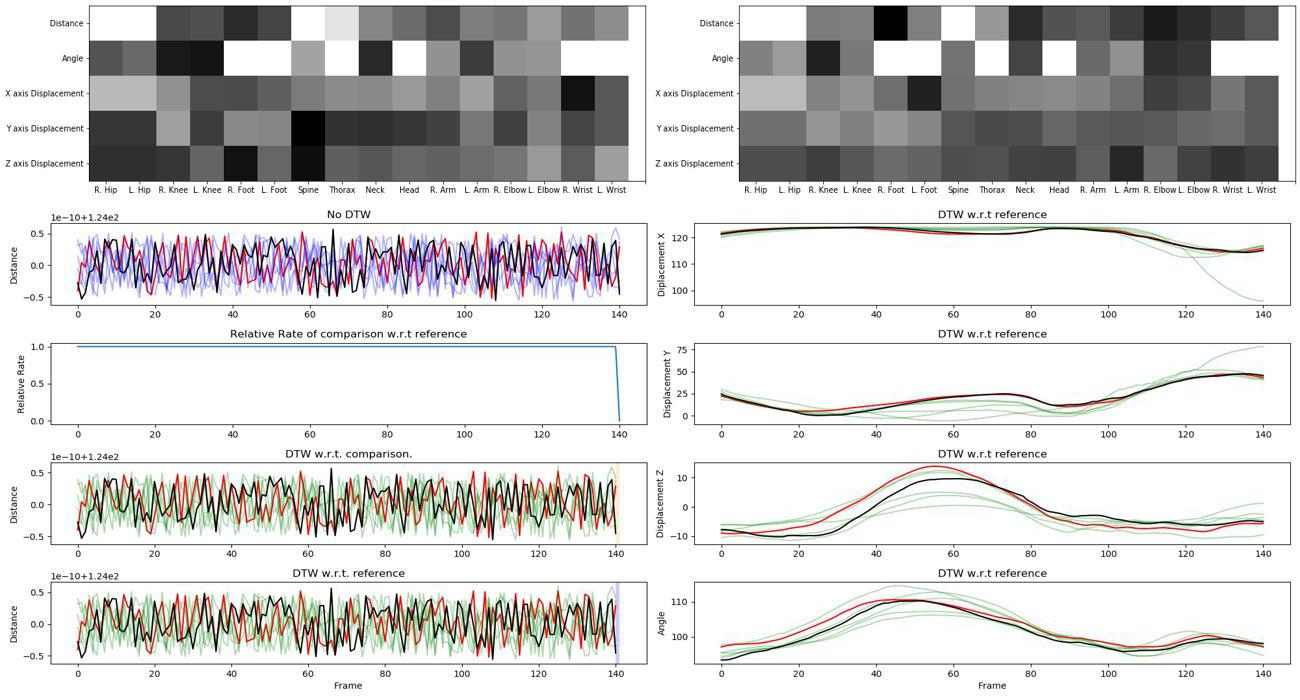 Distance
Angle
X axis Displacement
Y axis Displacement
Z axis Displacement
R. Hip L. Hip R. Knee L. Knee R. Foot L. Foot Spine Thorax Neck Head R. Arm L. Arm R. Elbow L. Elbow R. Wrist L. Wrist
Distance
Angle
X axis Displacement
Y axis Displacement
Z axis Displacement
R. Hip L. Hip R. Knee L. Knee R. Foot L. Foot Spine Thorax Neck Head R. Arm L. Arm R. Elbow L. Elbow R. Wrist L. Wrist
No DTW
1e−10+1.24e2
Distance
0.5
0.0
−0.5
0 20 40 60 80 100 120 140
DTW w.r.t reference
Diplacement X
120
110
100
0 20 40 60 80 100 120 140
Relative Rate of comparison w.r.t reference
Relative Rate
1.0
0.5
0.0
0 20 40 60 80 100 120 140
DTW w.r.t reference
Displacement Y
75
50
25
0
0 20 40 60 80 100 120 140
DTW w.r.t. comparison.
1e−10+1.24e2
Distance
0.5
0.0
−0.5
0 20 40 60 80 100 120 140
DTW w.r.t reference
Displacement Z
10
0
−10
0 20 40 60 80 100 120 140
DTW w.r.t. reference
1e−10+1.24e2
Distance
0.5
0.0
−0.5
0 20 40 60 80 100 120 140
Frame
DTW w.r.t reference
Angle
110
100
0 20 40 60 80 100 120 140
Frame